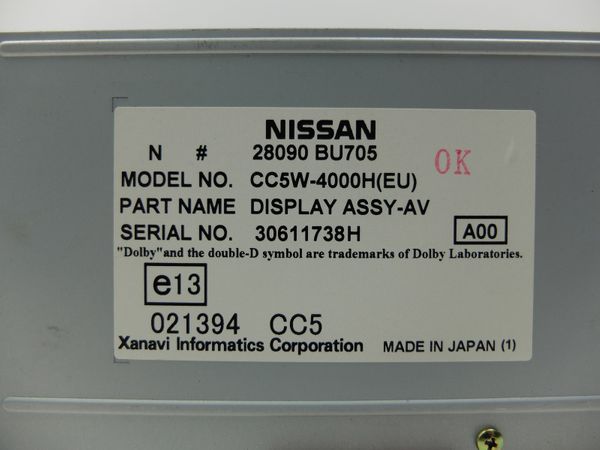 NISSAN
N # 28090 BU705
OK
MODEL NO. CC5W-4000H(EU)
PART NAME DISPLAY ASSY-AV
SERIAL NO. 30611738H A00
"Dolby"and the double-D symbol are trademarks of Dolby Laboratories.
e13
021394 CC5
Xanavi Informatics Corporation MADE IN JAPAN (1)